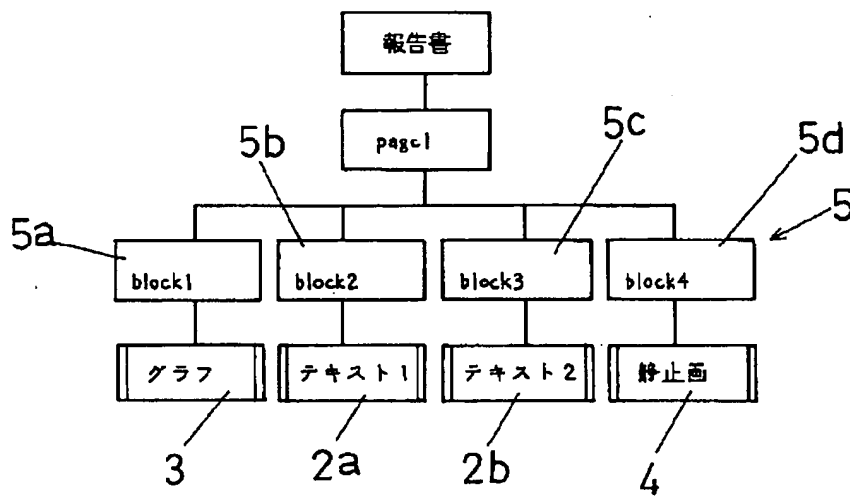 報告書
page1
5b
5c
5d
5
5a
block1
block2
block3
block4
グラフ
テキスト1
テキスト2
静止画
3
2a
2b
4